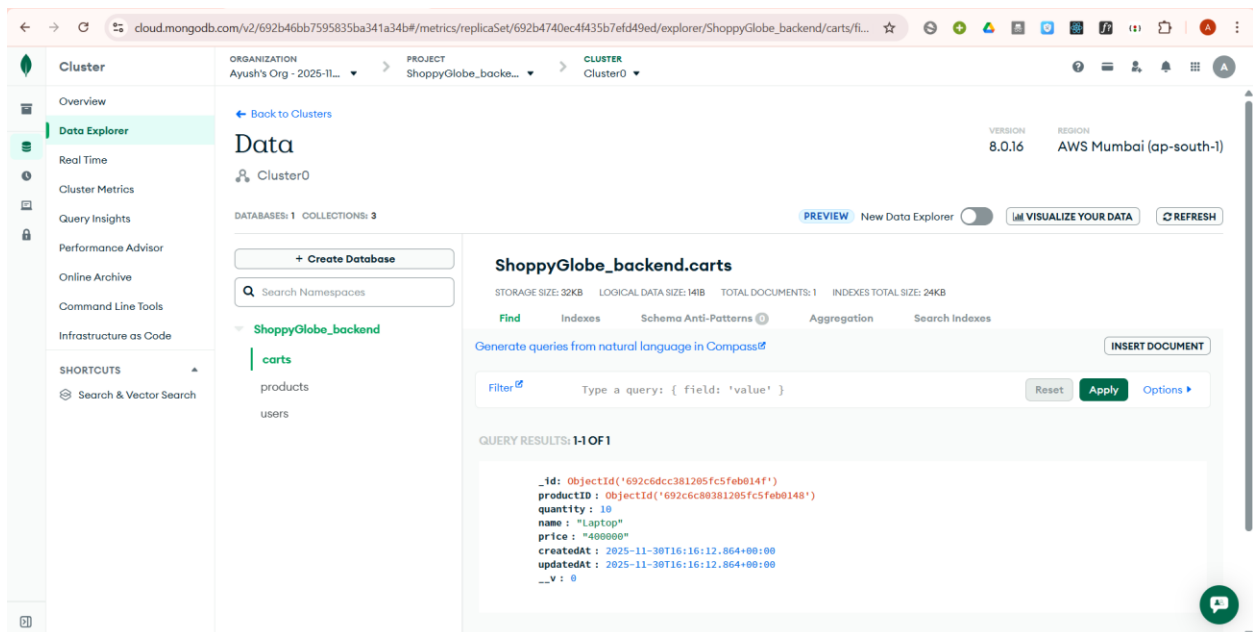 cloud.mongodb.com/v2/692b46bb7595835ba341a34b#/metrics/replicaSet/692b4740ec4f435b7efd49ed/explorer/ShoppyGlobe_backend/carts/fi...
A
Cluster
ORGANIZATION
Ayush's Org - 2025-11...
PROJECT
ShoppyGlobe_backe...
CLUSTER
Cluster0
A
Overview
Data Explorer
Real Time
Cluster Metrics
Query Insights
Performance Advisor
Online Archive
Command Line Tools
Infrastructure as Code
SHORTCUTS
Search & Vector Search
Back to Clusters
Data
Cluster0
VERSION
8.0.16
REGION
AWS Mumbai (ap-south-1)
DATABASES: 1 COLLECTIONS: 3
PREVIEW New Data Explorer
VISUALIZE YOUR DATA
REFRESH
+ Create Database
Search Namespaces
ShoppyGlobe_backend
carts
products
users
ShoppyGlobe_backend.carts
STORAGE SIZE: 32KB LOGICAL DATA SIZE: 141B TOTAL DOCUMENTS: 1 INDEXES TOTAL SIZE: 24KB
Find Indexes Schema Anti-Patterns 0 Aggregation Search Indexes
Generate queries from natural language in Compass
INSERT DOCUMENT
Filter Type a query: { field: 'value' } Reset Apply Options
QUERY RESULTS: 1-1 OF 1
_id: ObjectId('692c6dcc381205fc5feb014f')
productID : ObjectId('692c6c80381205fc5feb0148')
quantity : 10
name : "Laptop"
price : "400000"
createdAt : 2025-11-30T16:16:12.864+00:00
updatedAt : 2025-11-30T16:16:12.864+00:00
__v : 0